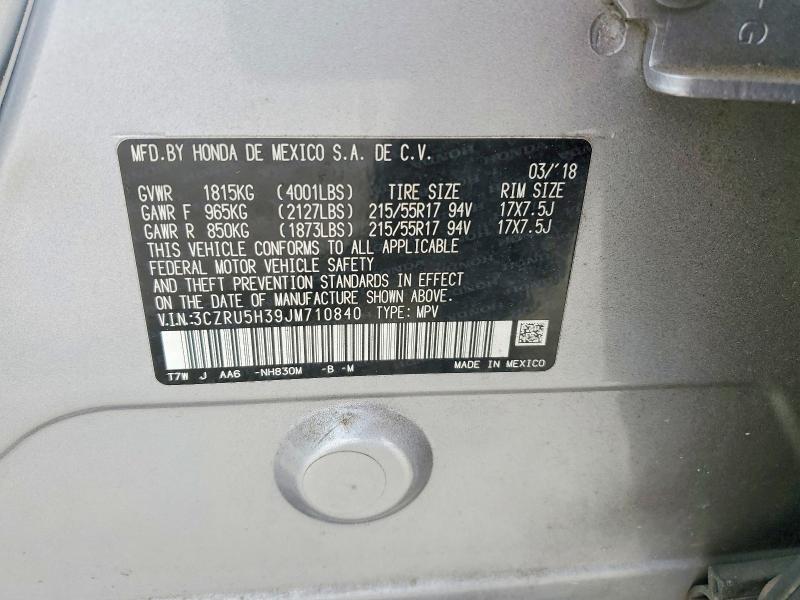 MFD.BY HONDA DE MEXICO S.A. DE C.V.
03/'18
GVWR 1815KG (4001LBS) TIRE SIZE RIM SIZE
GAWR F 965KG (2127LBS) 215/55R17 94V 17X7.5J
GAWR R 850KG (1873LBS) 215/55R17 94V 17X7.5J
THIS VEHICLE CONFORMS TO ALL APPLICABLE
FEDERAL MOTOR VEHICLE SAFETY
AND THEFT PREVENTION STANDARDS IN EFFECT
ON THE DATE OF MANUFACTURE SHOWN ABOVE.
V.I.N.:3CZRU5H39JM710840 TYPE: MPV
T7W J AA6 -NH830M -B -M MADE IN MEXICO
G